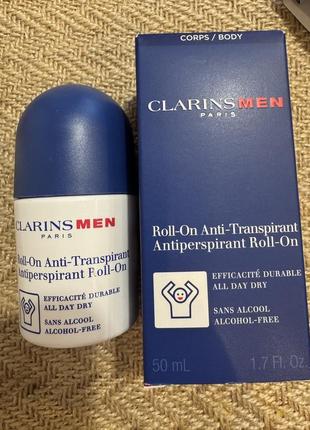 CLARINSMEN
PARIS
Roll-On Anti-Transpirant
Antiperspirant Roll-On
EFFICACITÉ DURABLE
ALL DAY DRY
SANS ALCOOL
ALCOHOL-FREE
CORPS / BODY
CLARINSMEN
PARIS
Roll-On Anti-Transpirant
Antiperspirant Roll-On
EFFICACITÉ DURABLE
ALL DAY DRY
SANS ALCOOL
ALCOHOL-FREE
50 mL 1.7 Fl. Oz.